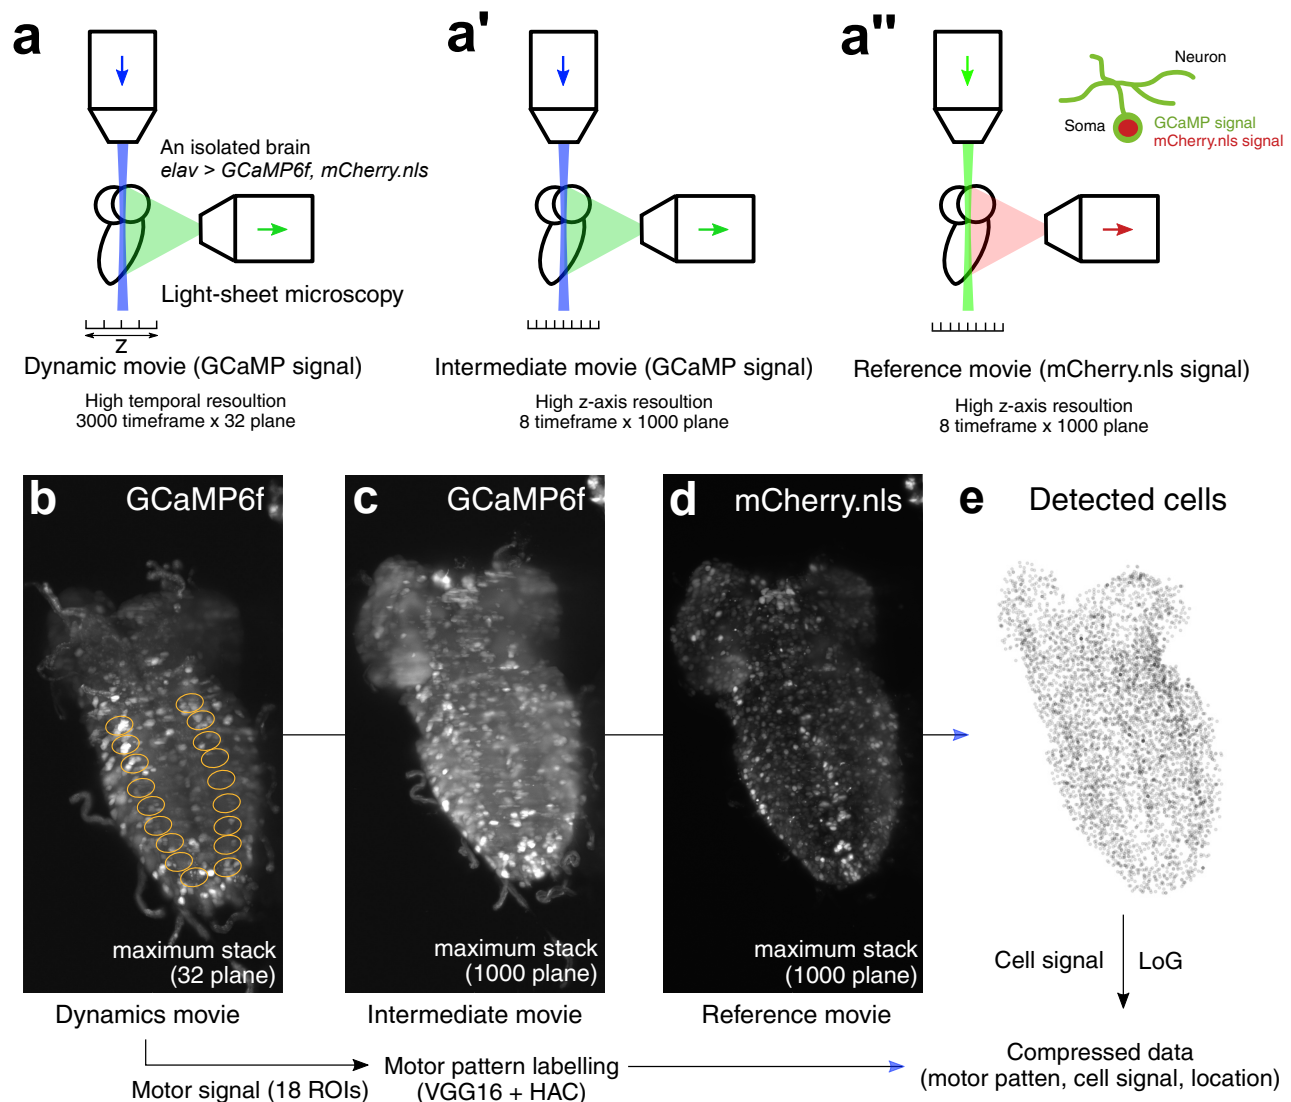 a
An isolated brain
elav > GCaMP6f, mCherry.nls
Light-sheet microscopy
z
Dynamic movie (GCaMP signal)
High temporal resoultion
3000 timeframe x 32 plane
a'
Intermediate movie (GCaMP signal)
High z-axis resoultion
8 timeframe x 1000 plane
a''
Neuron
Soma
GCaMP signal
mCherry.nls signal
Reference movie (mCherry.nls signal)
High z-axis resoultion
8 timeframe x 1000 plane
b
GCaMP6f
maximum stack
(32 plane)
Dynamics movie
c
GCaMP6f
maximum stack
(1000 plane)
Intermediate movie
d
mCherry.nls
maximum stack
(1000 plane)
Reference movie
e
Detected cells
Cell signal
LoG
Motor signal (18 ROIs)
Motor pattern labelling
(VGG16 + HAC)
Compressed data
(motor patten, cell signal, location)